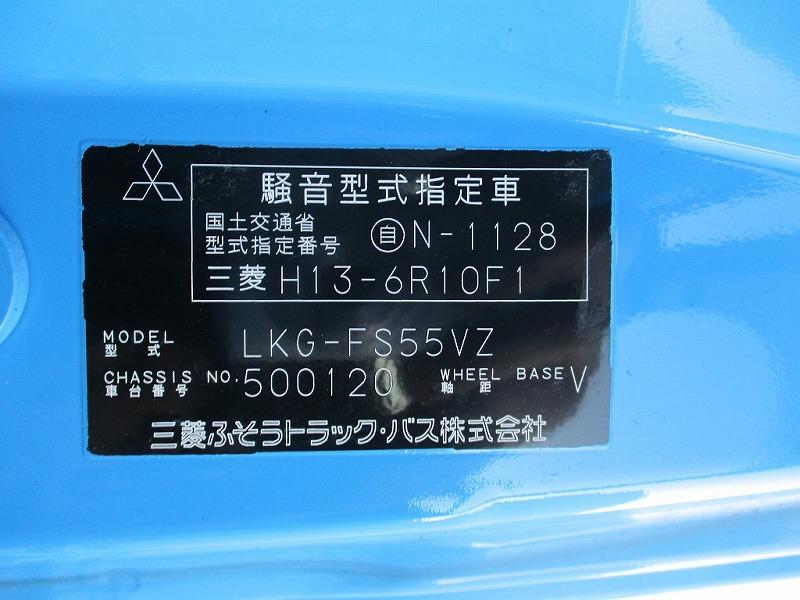 騒音型式指定車
国土交通省
型式指定番号 自N-1128
三菱 H13-6R10F1
MODEL
型式 LKG-FS55VZ
CHASSIS NO.
車台番号 500120 WHEEL BASE
軸距 V
三菱ふそうトラック・バス株式会社